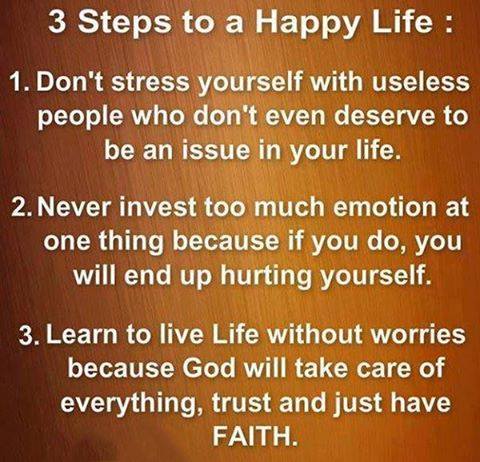 3 Steps to a Happy Life :
1. Don't stress yourself with useless
people who don't even deserve to
be an issue in your life.
2. Never invest too much emotion at
one thing because if you do, you
will end up hurting yourself.
3. Learn to live Life without worries
because God will take care of
everything, trust and just have
FAITH.